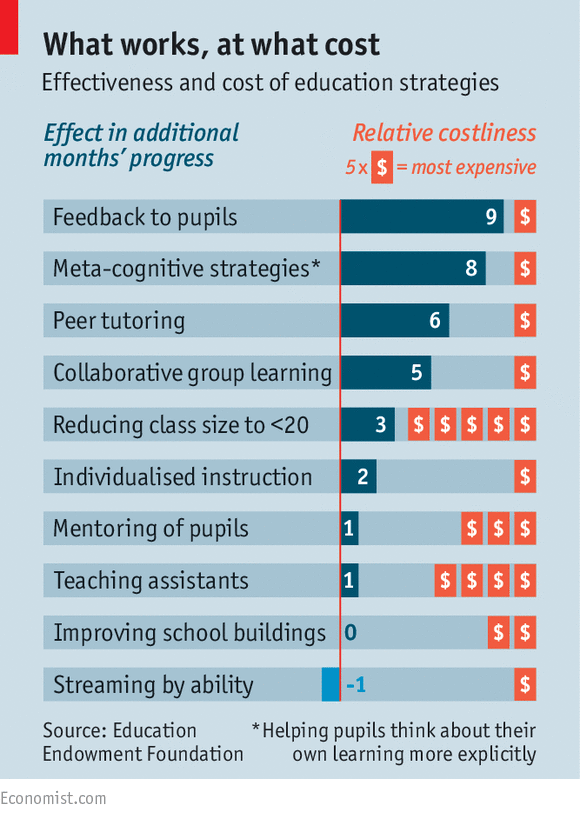 What works, at what cost
Effectiveness and cost of education strategies
Effect in additional
months' progress
Relative costliness
5 x $ = most expensive
Feedback to pupils 9 $
Meta-cognitive strategies* 8 $
Peer tutoring 6 $
Collaborative group learning 5 $
Reducing class size to <20 3 $ $ $ $ $
Individualised instruction 2 $
Mentoring of pupils 1 $ $ $
Teaching assistants 1 $ $ $ $
Improving school buildings 0 $ $
Streaming by ability -1 $
Source: Education
Endowment Foundation
*Helping pupils think about their
own learning more explicitly
Economist.com